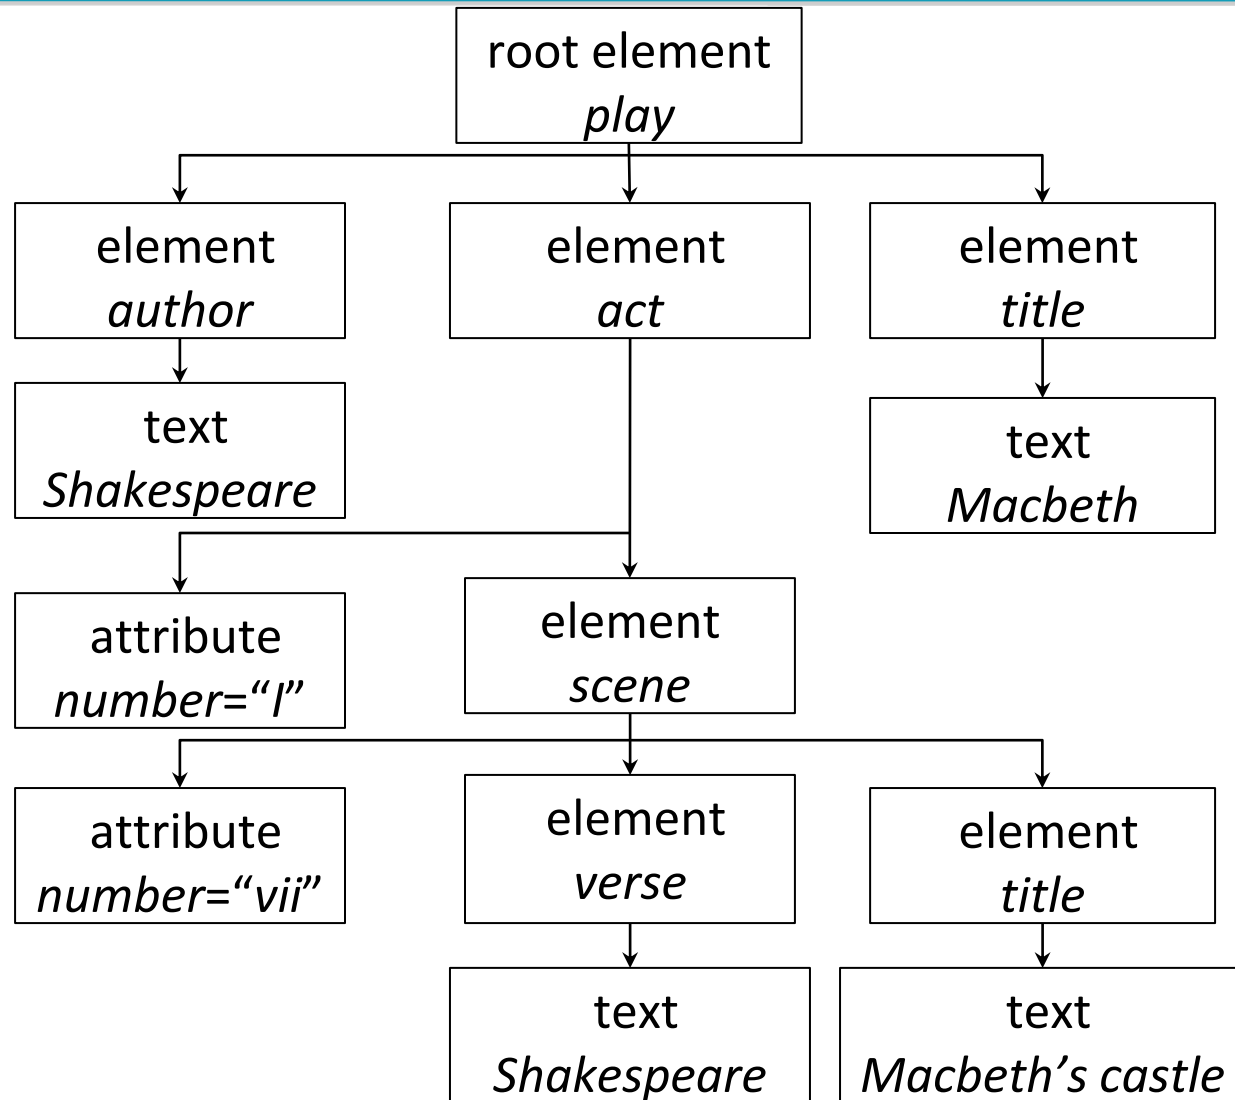 root element
play
element
author
element
act
element
title
text
Shakespeare
text
Macbeth
attribute
number=“I”
element
scene
attribute
number=“vii”
element
verse
element
title
text
Shakespeare
text
Macbeth’s castle